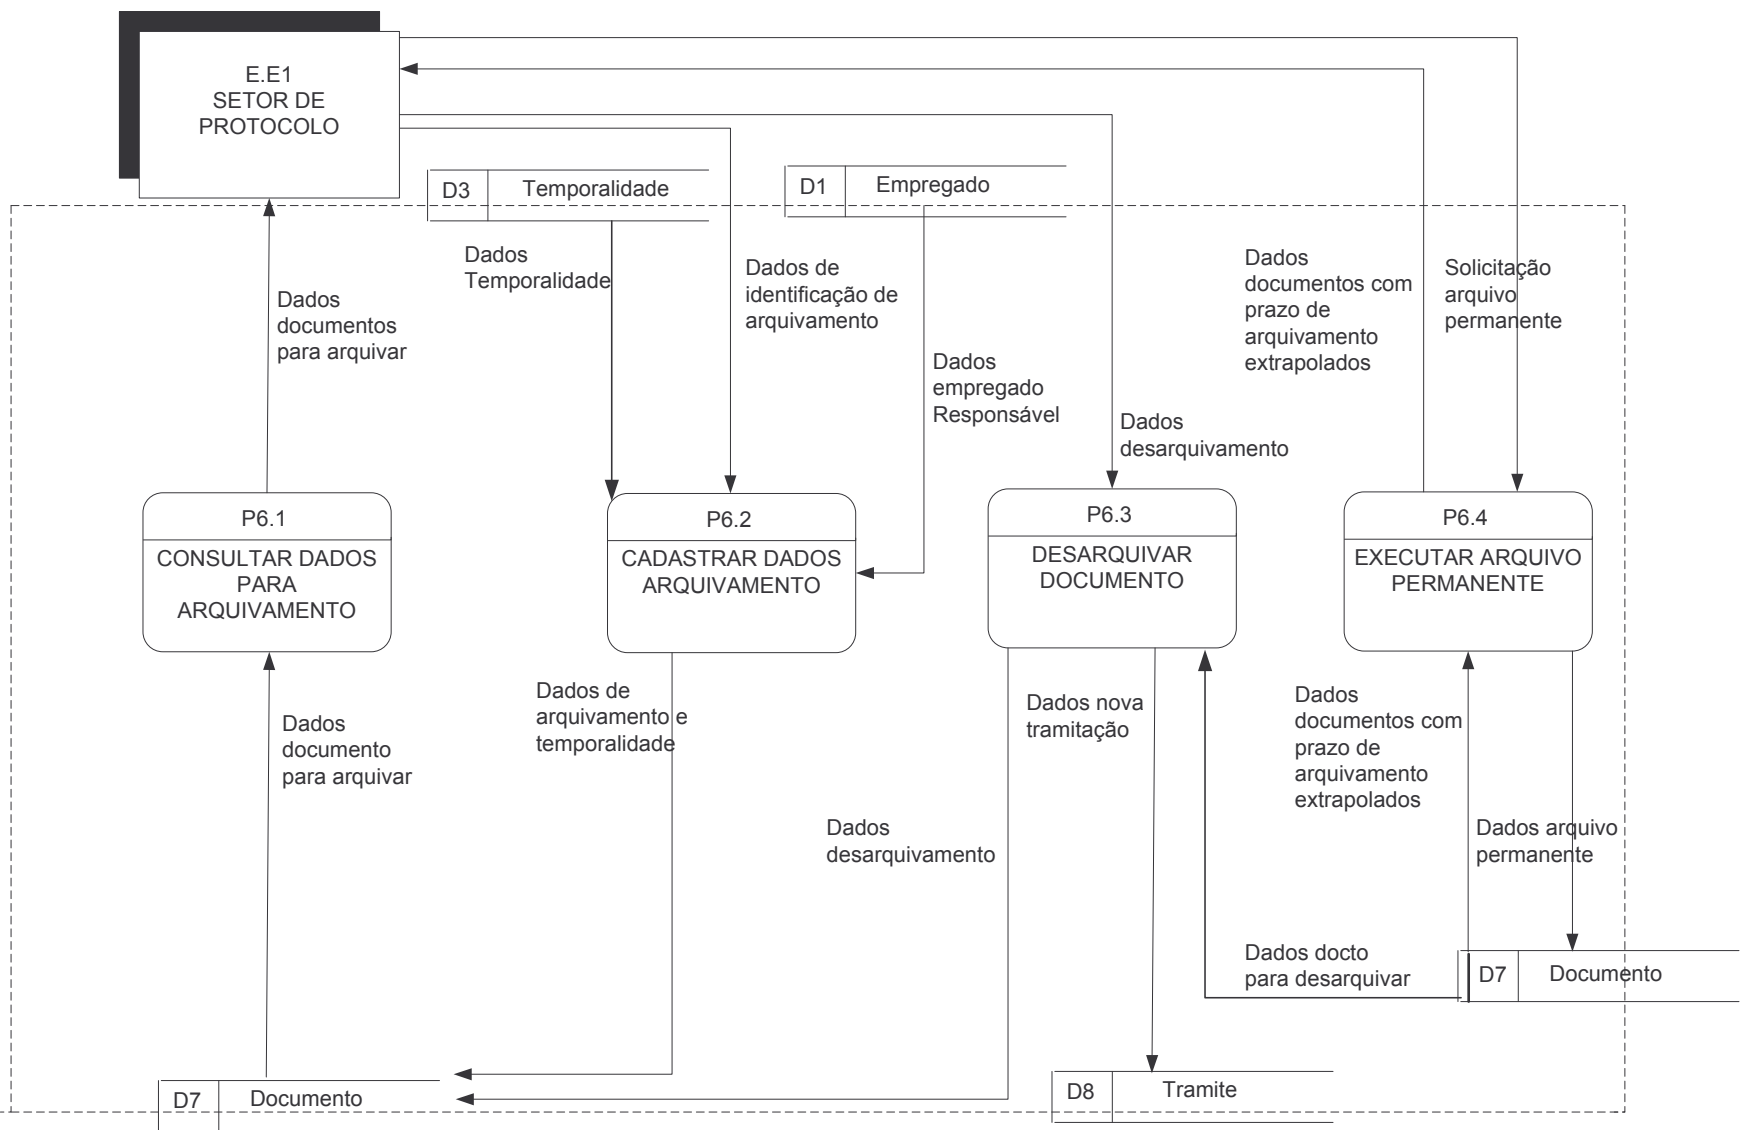 E.E1
SETOR DE
PROTOCOLO
D3
Temporalidade
D1
Empregado
Dados
Temporalidade
Dados de
identificação de
arquivamento
Dados
documentos com
prazo de
arquivamento
extrapolados
Solicitação
arquivo
permanente
Dados
documentos
para arquivar
Dados
empregado
Responsável
Dados
desarquivamento
P6.1
CONSULTAR DADOS
PARA
ARQUIVAMENTO
P6.2
CADASTRAR DADOS
ARQUIVAMENTO
P6.3
DESARQUIVAR
DOCUMENTO
P6.4
EXECUTAR ARQUIVO
PERMANENTE
Dados
documento
para arquivar
Dados de
arquivamento e
temporalidade
Dados nova
tramitação
Dados
documentos com
prazo de
arquivamento
extrapolados
Dados
desarquivamento
Dados arquivo
permanente
Dados docto
para desarquivar
D7
Documento
D7
Documento
D8
Tramite